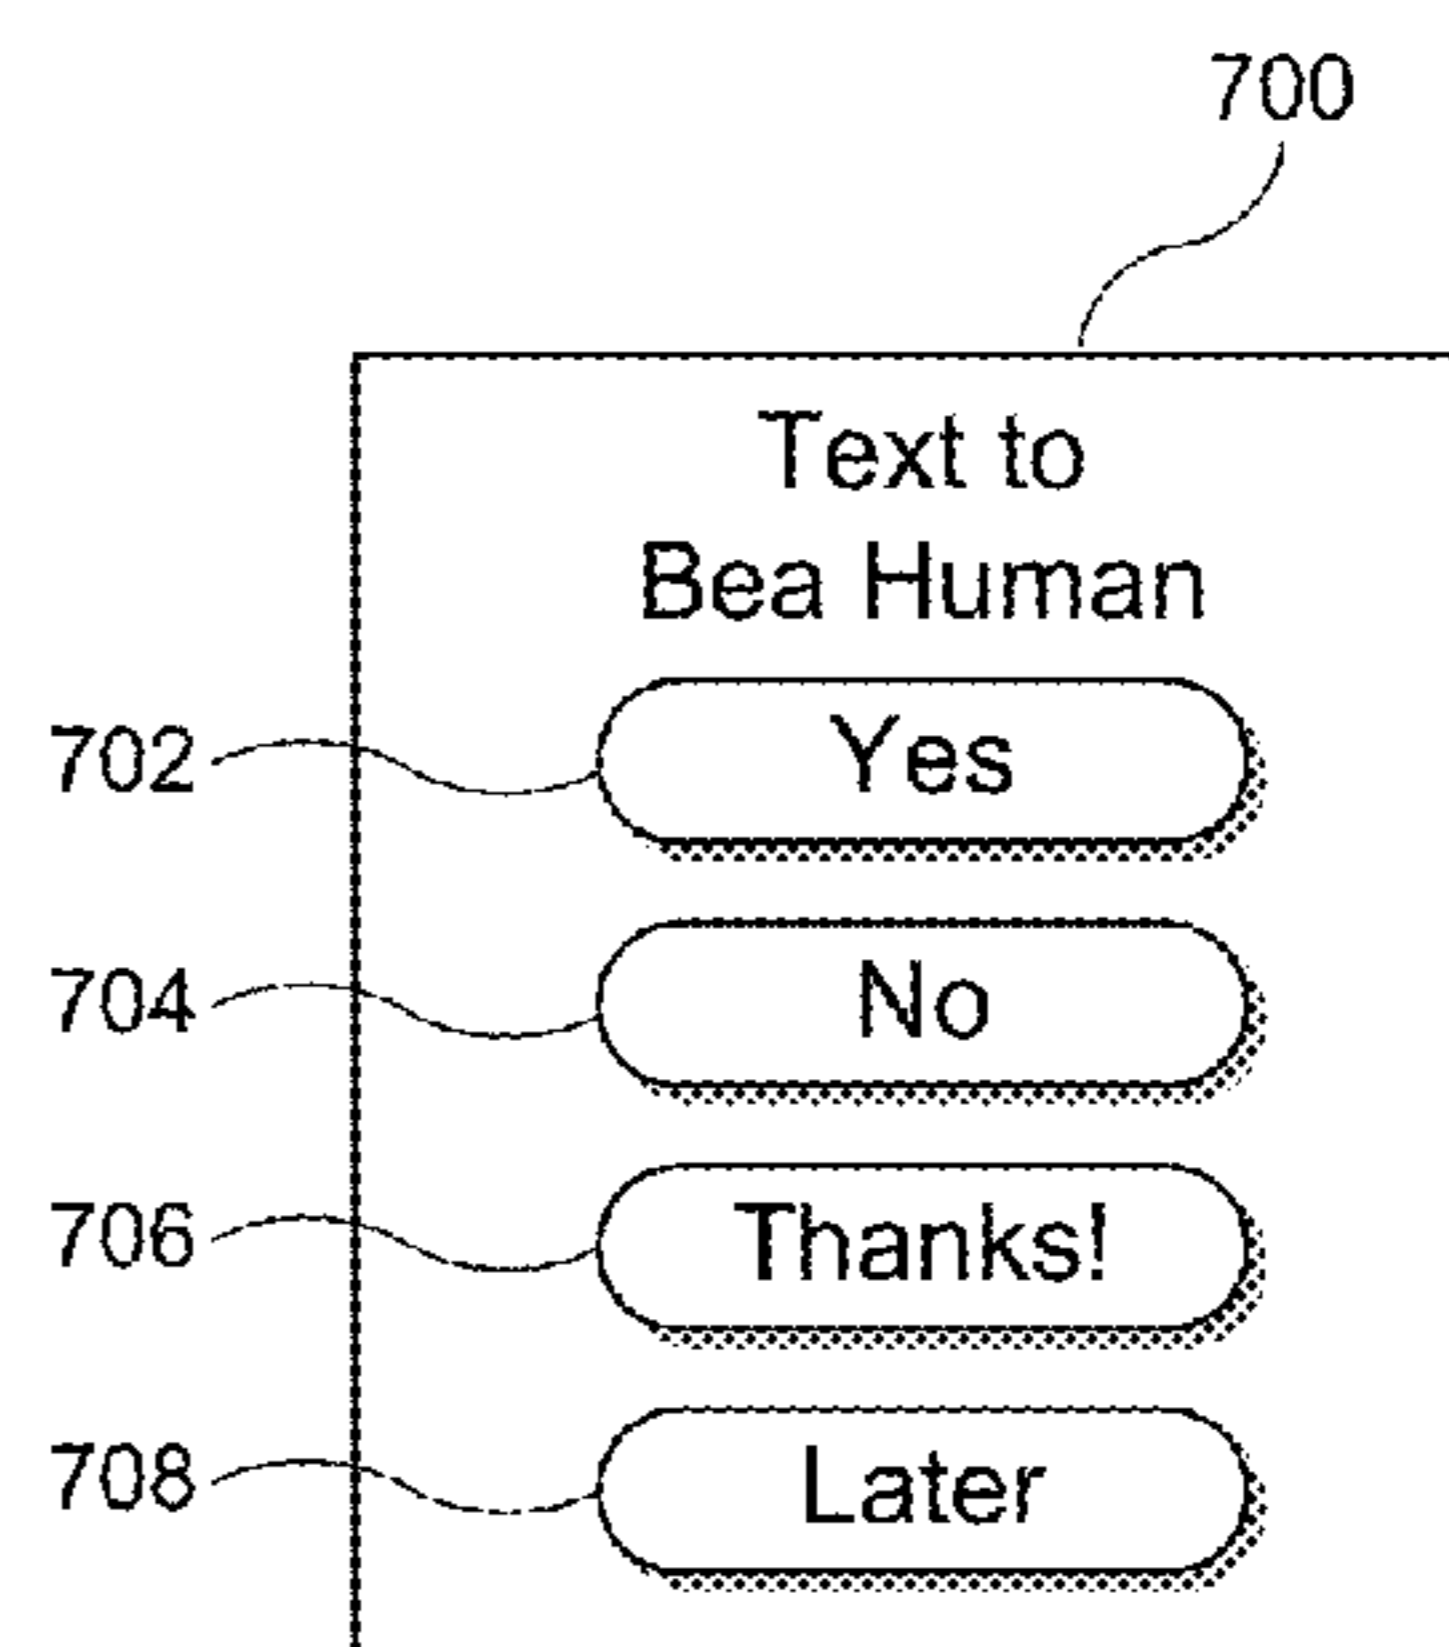 700
Text to
Bea Human
702 Yes
704 No
706 Thanks!
708 Later